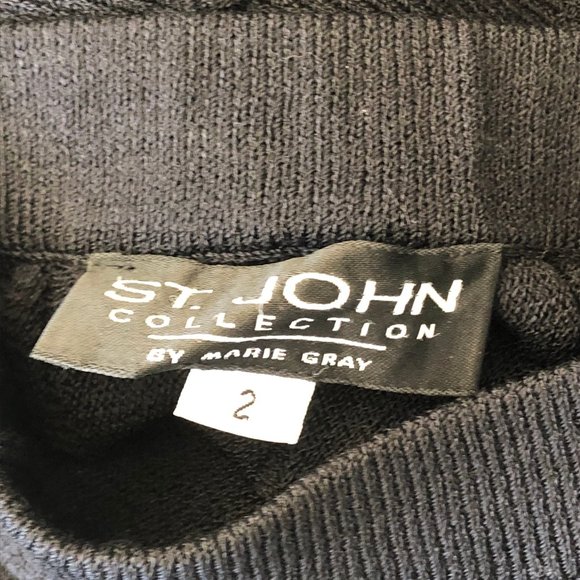 ST. JOHN
COLLECTION
BY MARIE GRAY
2